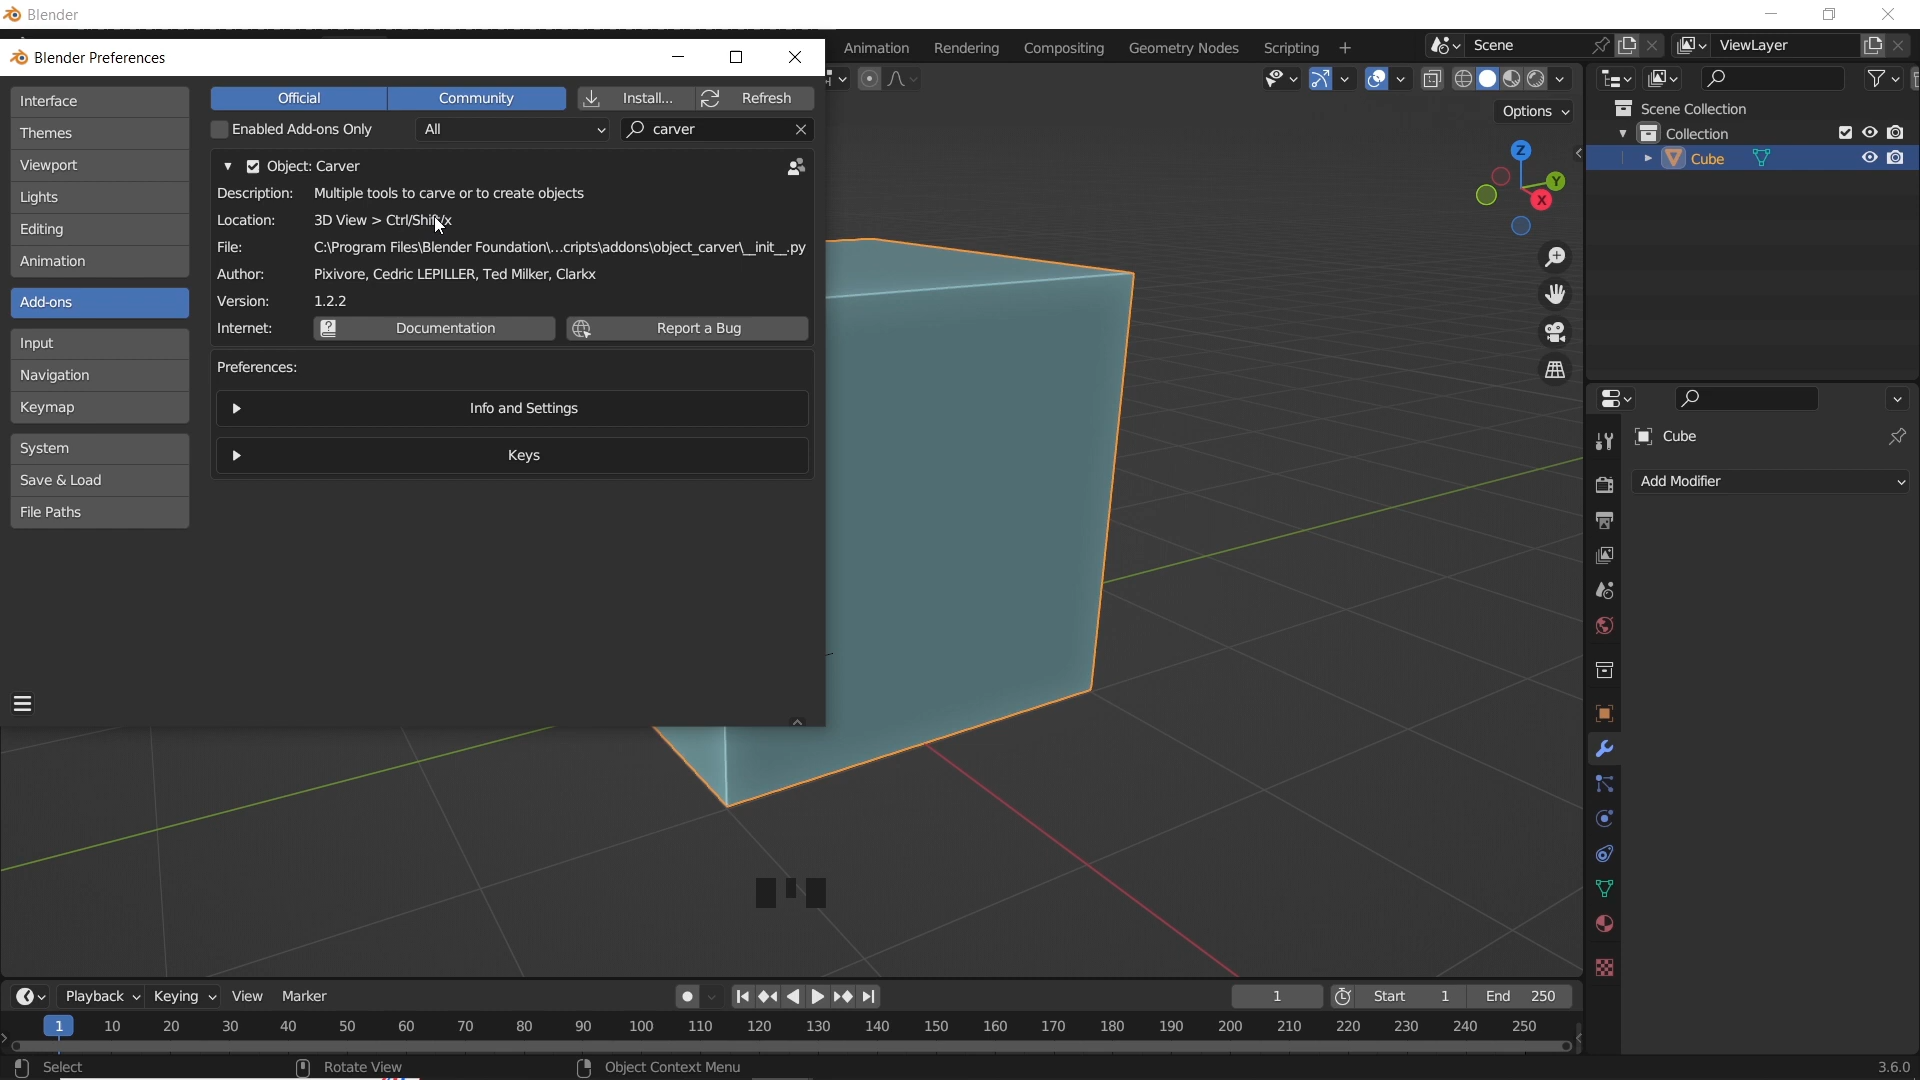 Blender
Blender Preferences
Animation Rendering Compositing Geometry Nodes Scripting +
Scene
ViewLayer
Interface
Themes
Viewport
Lights
Editing
Animation
Add-ons
Input
Navigation
Keymap
System
Save & Load
File Paths
Official Community Install... Refresh
Enabled Add-ons Only All carver
Object: Carver
Description: Multiple tools to carve or to create objects
Location: 3D View > Ctrl/Shift/x
File: C:\Program Files\Blender Foundation\...cripts\addons\object_carver\__init__.py
Author: Pixivore, Cedric LEPILLER, Ted Milker, Clarkx
Version: 1.2.2
Internet: Documentation Report a Bug
Preferences:
Info and Settings
Keys
Options
Z
Y
X
Scene Collection
Collection
Cube
Cube
Add Modifier
Playback Keying View Marker
1 Start 1 End 250
1 10 20 30 40 50 60 70 80 90 100 110 120 130 140 150 160 170 180 190 200 210 220 230 240 250
Select Rotate View Object Context Menu 3.6.0